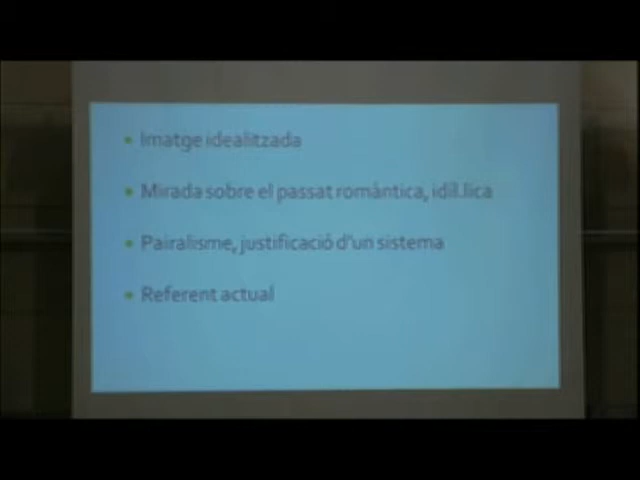 • Imatge idealitzada
• Mirada sobre el passat romàntica, idil.lica
• Pairalisme, justificació d'un sistema
• Referent actual